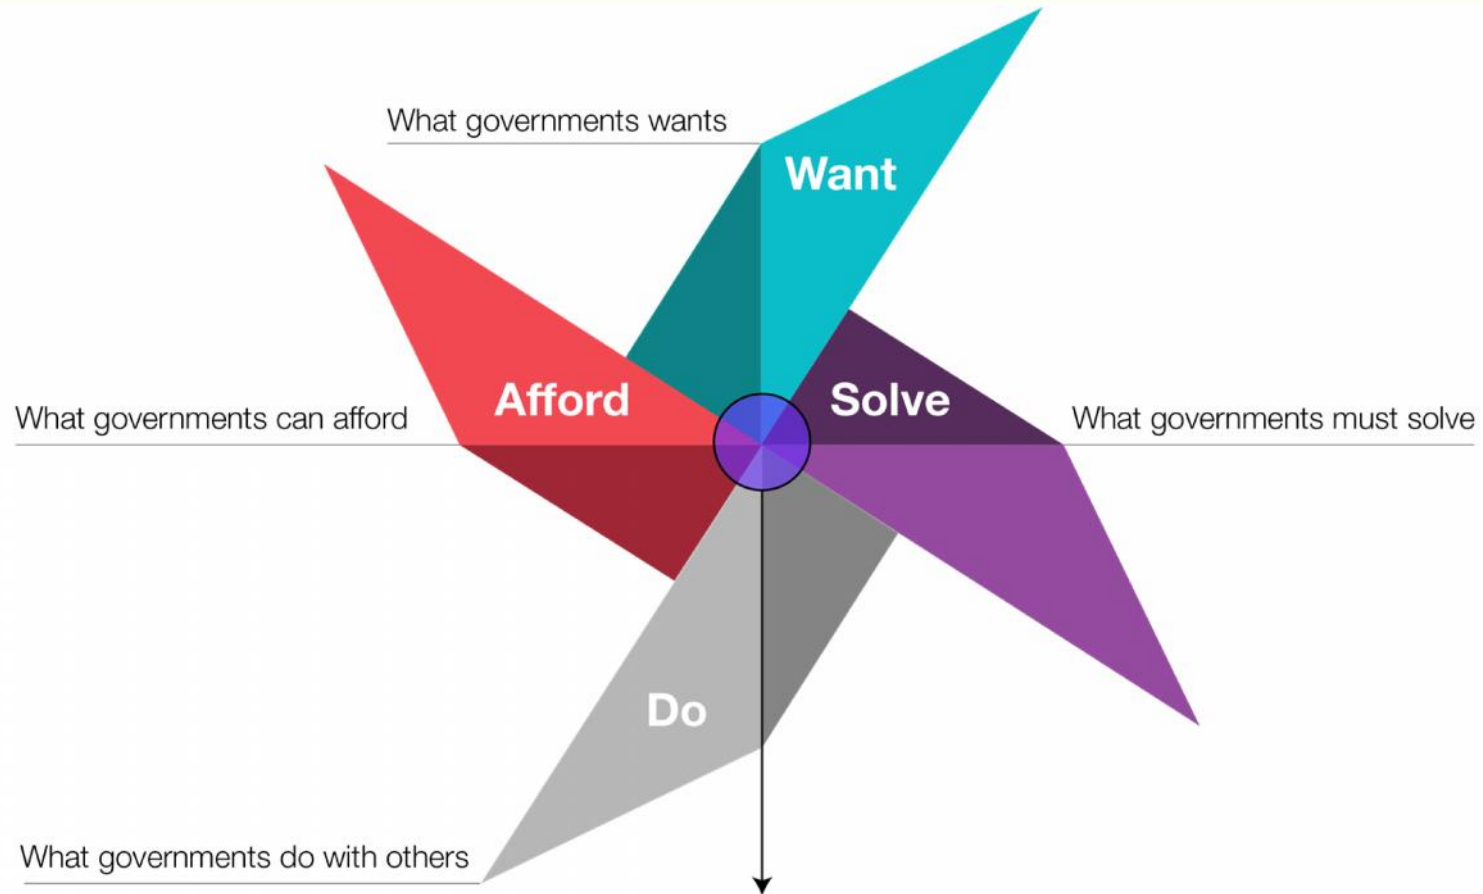 What governments wants
Want
Afford
Solve
What governments can afford
What governments must solve
Do
What governments do with others